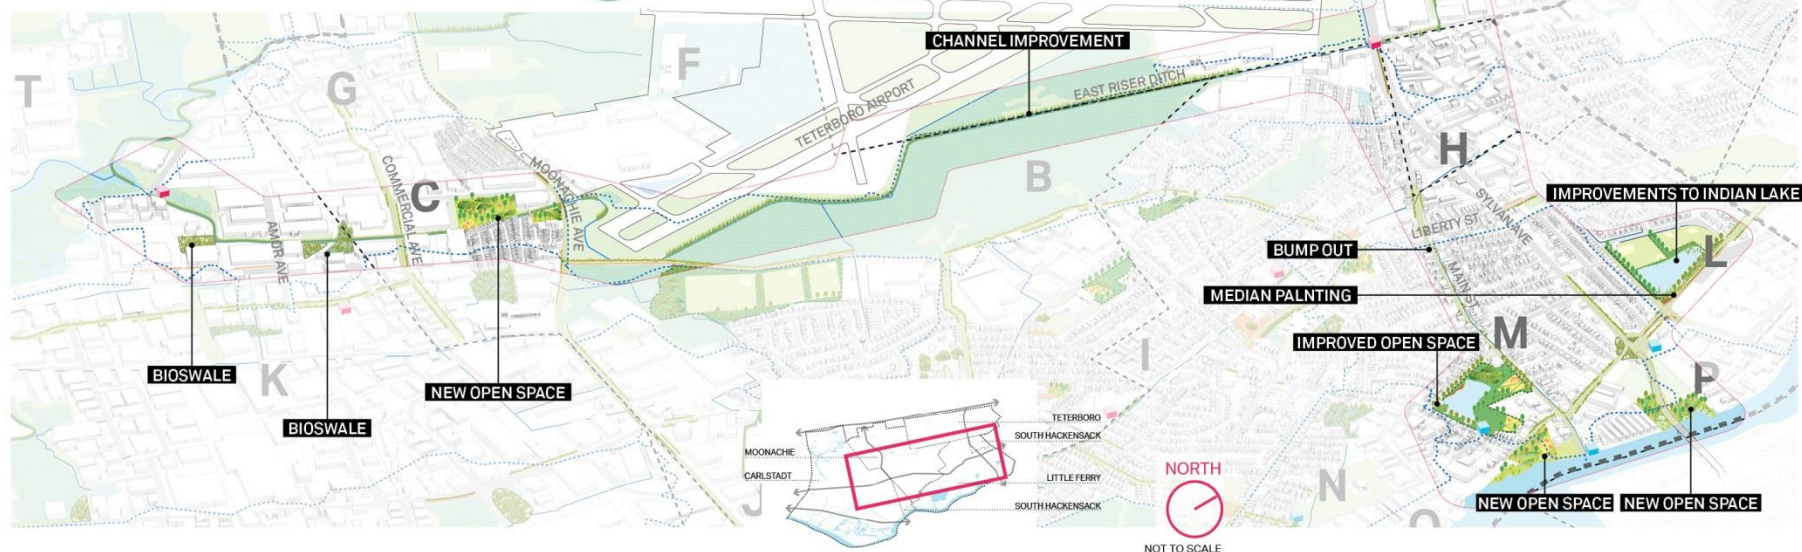 CHANNEL IMPROVEMENT
F
T
G
EAST RISER DITCH
TETERBORO AIRPORT
H
B
MOONACHIE AVE
COMMERCIAL AVE
C
SYLVAN AVE
IMPROVEMENTS TO INDIAN LAKE
AMOR AVE
LIBERTY ST
BUMP OUT
L
MAIN ST
MEDIAN PALNTING
M
IMPROVED OPEN SPACE
I
BIOSWALE
K
P
NEW OPEN SPACE
BIOSWALE
TETERBORO
SOUTH HACKENSACK
MOONACHIE
CARLSTADT
LITTLE FERRY
SOUTH HACKENSACK
NORTH
NOT TO SCALE
N
J
NEW OPEN SPACE
NEW OPEN SPACE